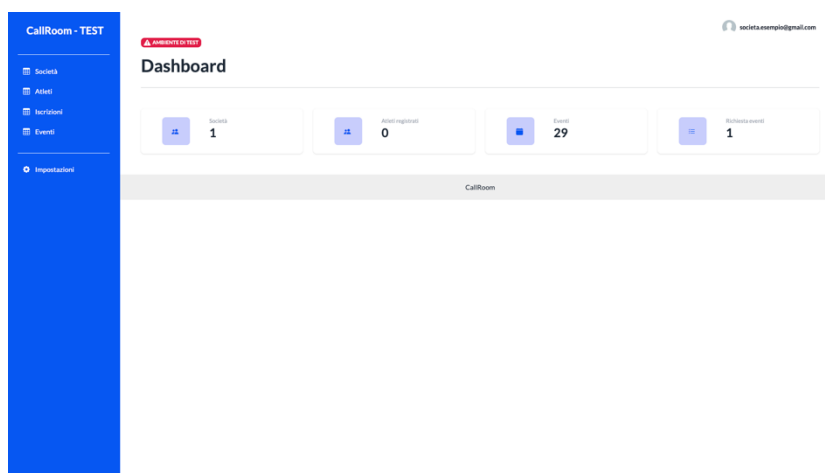 CallRoom - TEST
Società
Atleti
Iscrizioni
Eventi
Impostazioni
societa.esempio@gmail.com
AMBIENTE DI TEST
Dashboard
Società
1
Atleti registrati
0
Eventi
29
Richiesta eventi
1
CallRoom